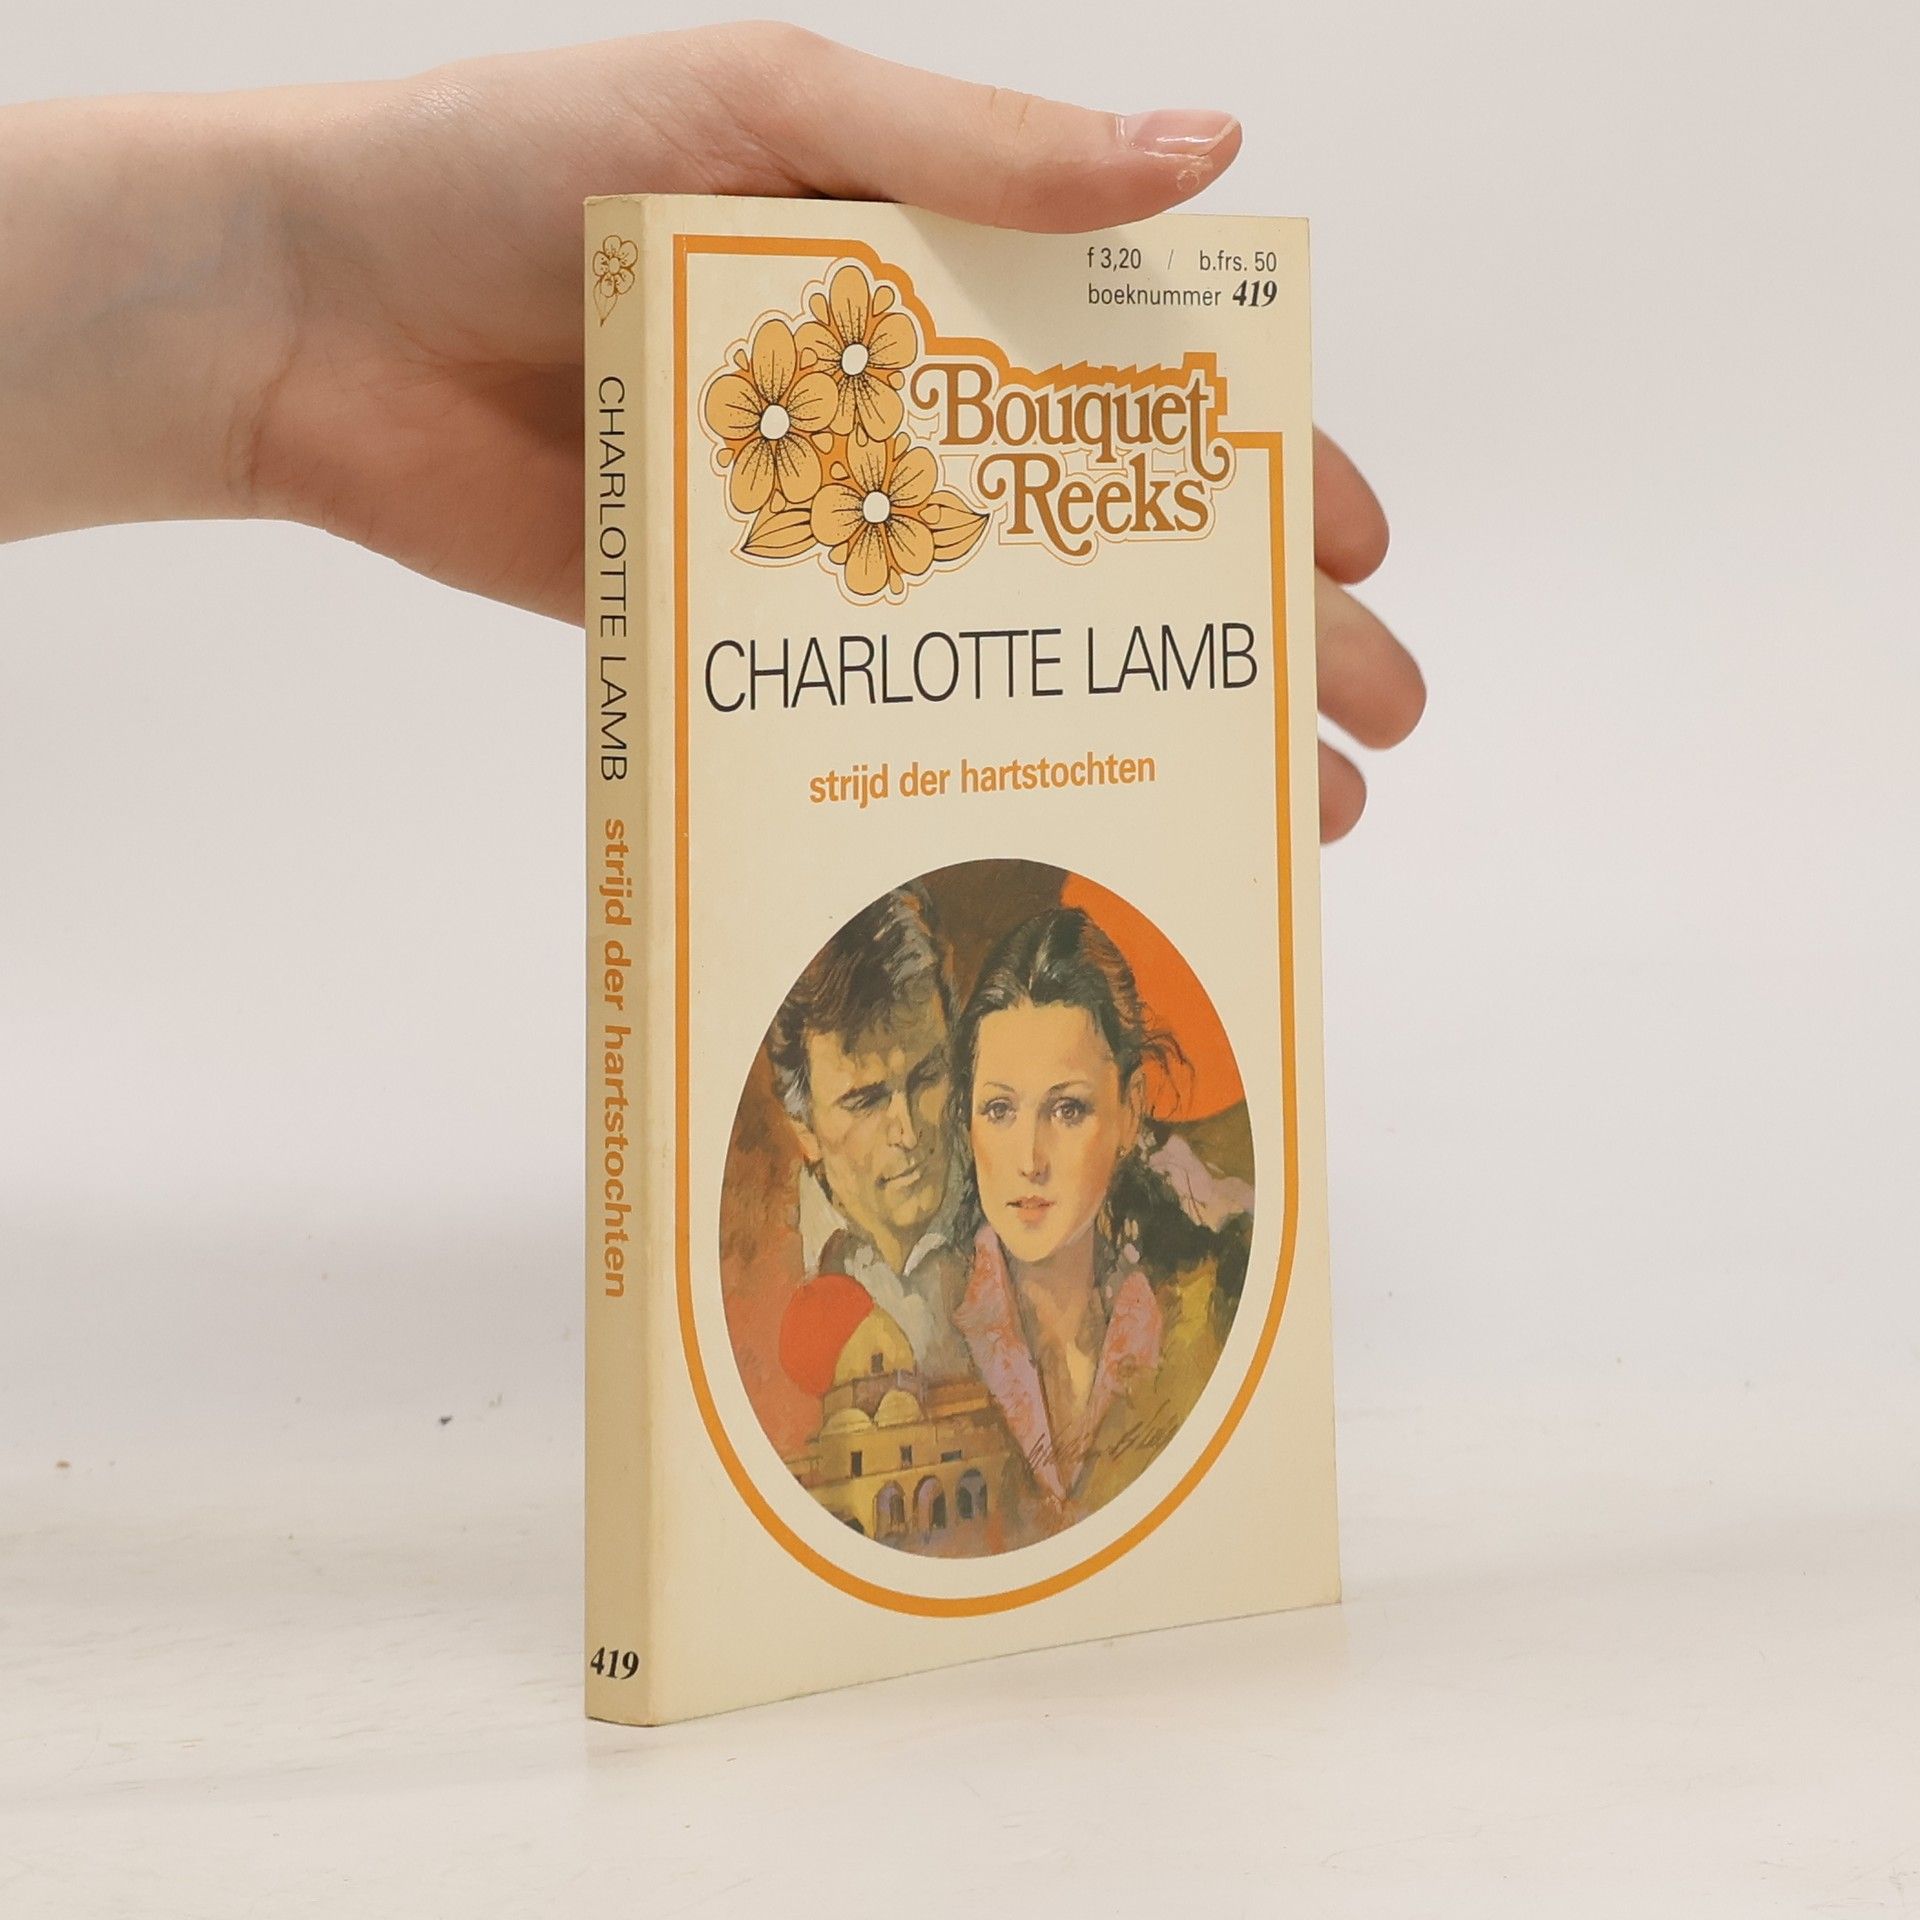 f 3,20 / b.frs. 50
boeknummer 419
Bouquet
Reeks
CHARLOTTE LAMB
strijd der hartstochten
CHARLOTTE LAMB strijd der hartstochten
419